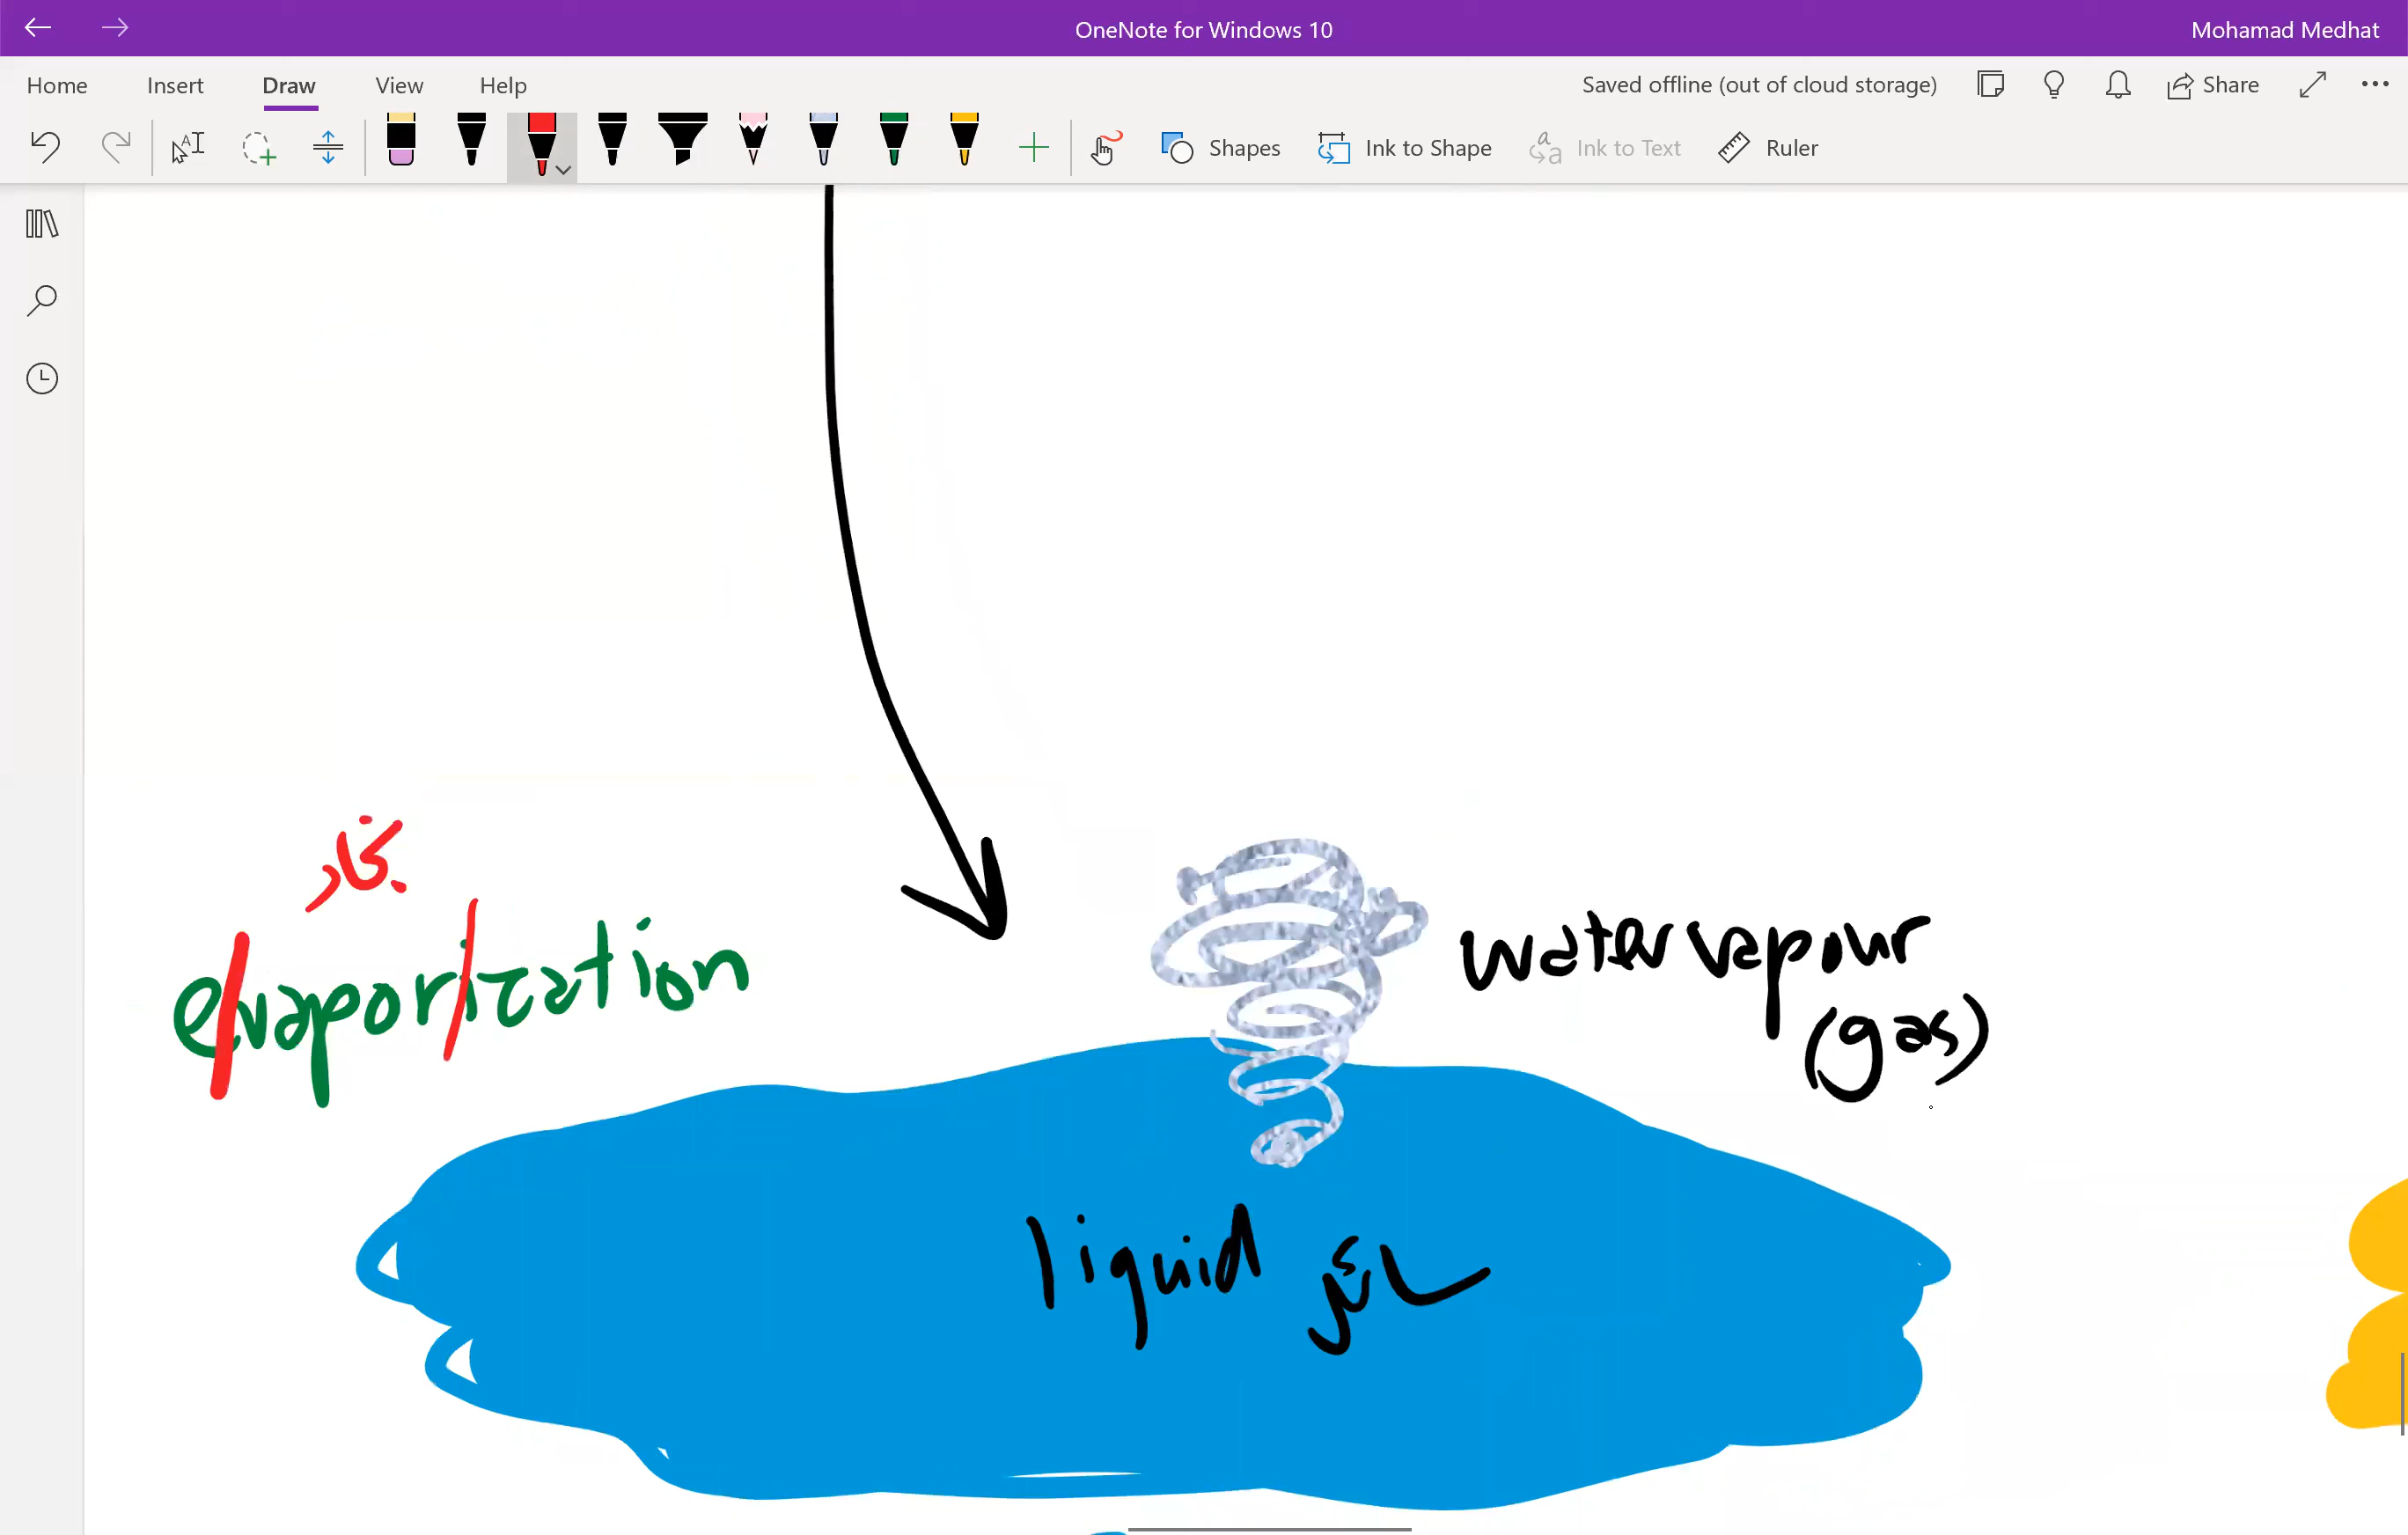 OneNote for Windows 10
Mohamad Medhat
Home Insert Draw View Help
Saved offline (out of cloud storage)
Share
Shapes
Ink to Shape
Ink to Text
Ruler
بخار
evaporization
water vapour
(gas)
liquid سائل